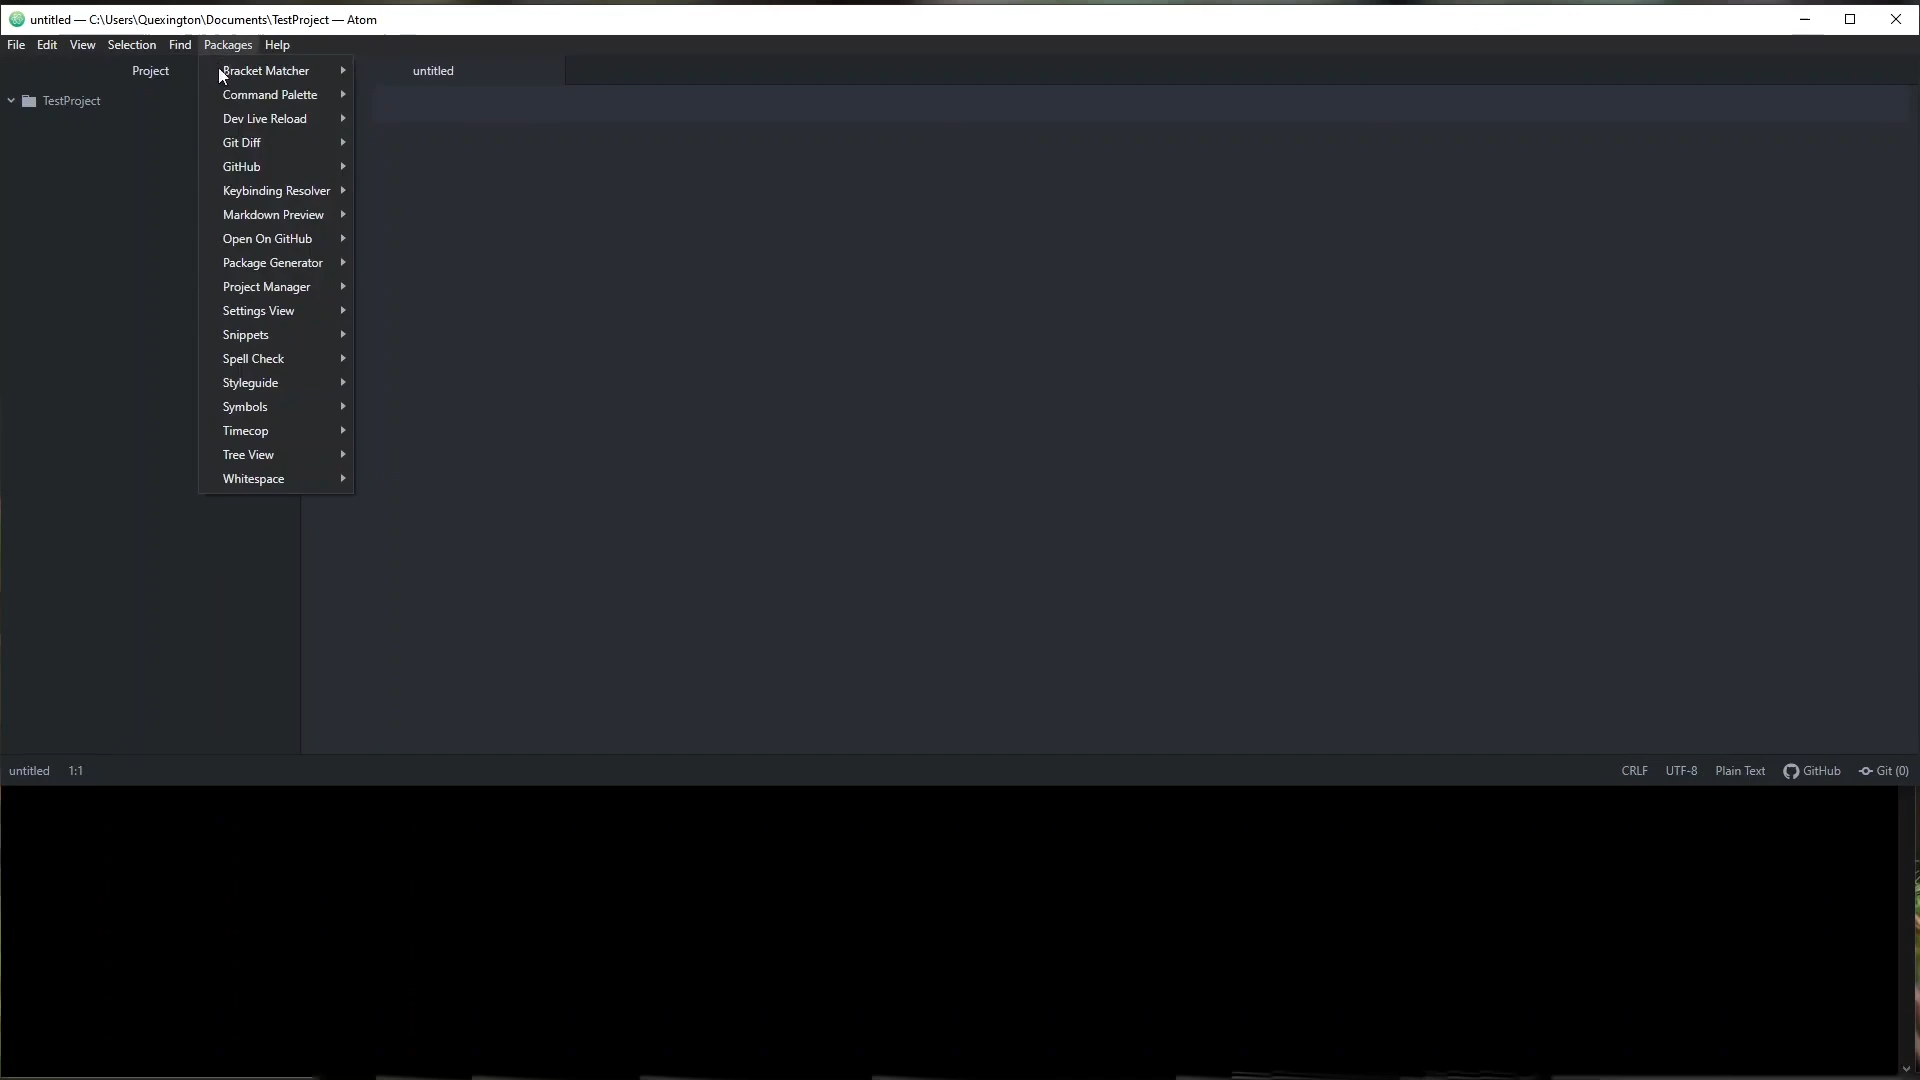 untitled — C:\Users\Quexington\Documents\TestProject — Atom
File Edit View Selection Find Packages Help
Project
untitled
TestProject
Bracket Matcher
Command Palette
Dev Live Reload
Git Diff
GitHub
Keybinding Resolver
Markdown Preview
Open On GitHub
Package Generator
Project Manager
Settings View
Snippets
Spell Check
Styleguide
Symbols
Timecop
Tree View
Whitespace
untitled 1:1 CRLF UTF-8 Plain Text GitHub Git (0)